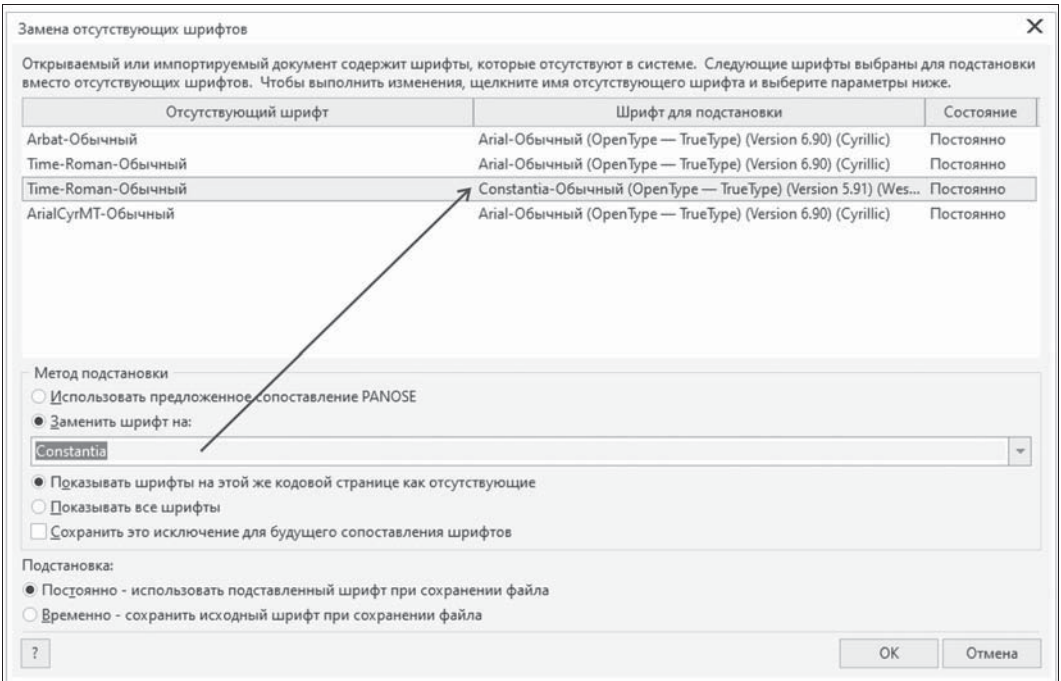 Замена отсутствующих шрифтов
Открываемый или импортируемый документ содержит шрифты, которые отсутствуют в системе. Следующие шрифты выбраны для подстановки
вместо отсутствующих шрифтов. Чтобы выполнить изменения, щелкните имя отсутствующего шрифта и выберите параметры ниже.
Отсутствующий шрифт Шрифт для подстановки Состояние
Arbat-Обычный Arial-Обычный (OpenType — TrueType) (Version 6.90) (Cyrillic) Постоянно
Time-Roman-Обычный Arial-Обычный (OpenType — TrueType) (Version 6.90) (Cyrillic) Постоянно
Time-Roman-Обычный Constantia-Обычный (OpenType — TrueType) (Version 5.91) (Wes... Постоянно
ArialCyrMT-Обычный Arial-Обычный (OpenType — TrueType) (Version 6.90) (Cyrillic) Постоянно
Метод подстановки
Использовать предложенное сопоставление PANOSE
Заменить шрифт на:
Constantia
Показывать шрифты на этой же кодовой странице как отсутствующие
Показывать все шрифты
Сохранить это исключение для будущего сопоставления шрифтов
Подстановка:
Постоянно - использовать подставленный шрифт при сохранении файла
Временно - сохранить исходный шрифт при сохранении файла
? OK Отмена